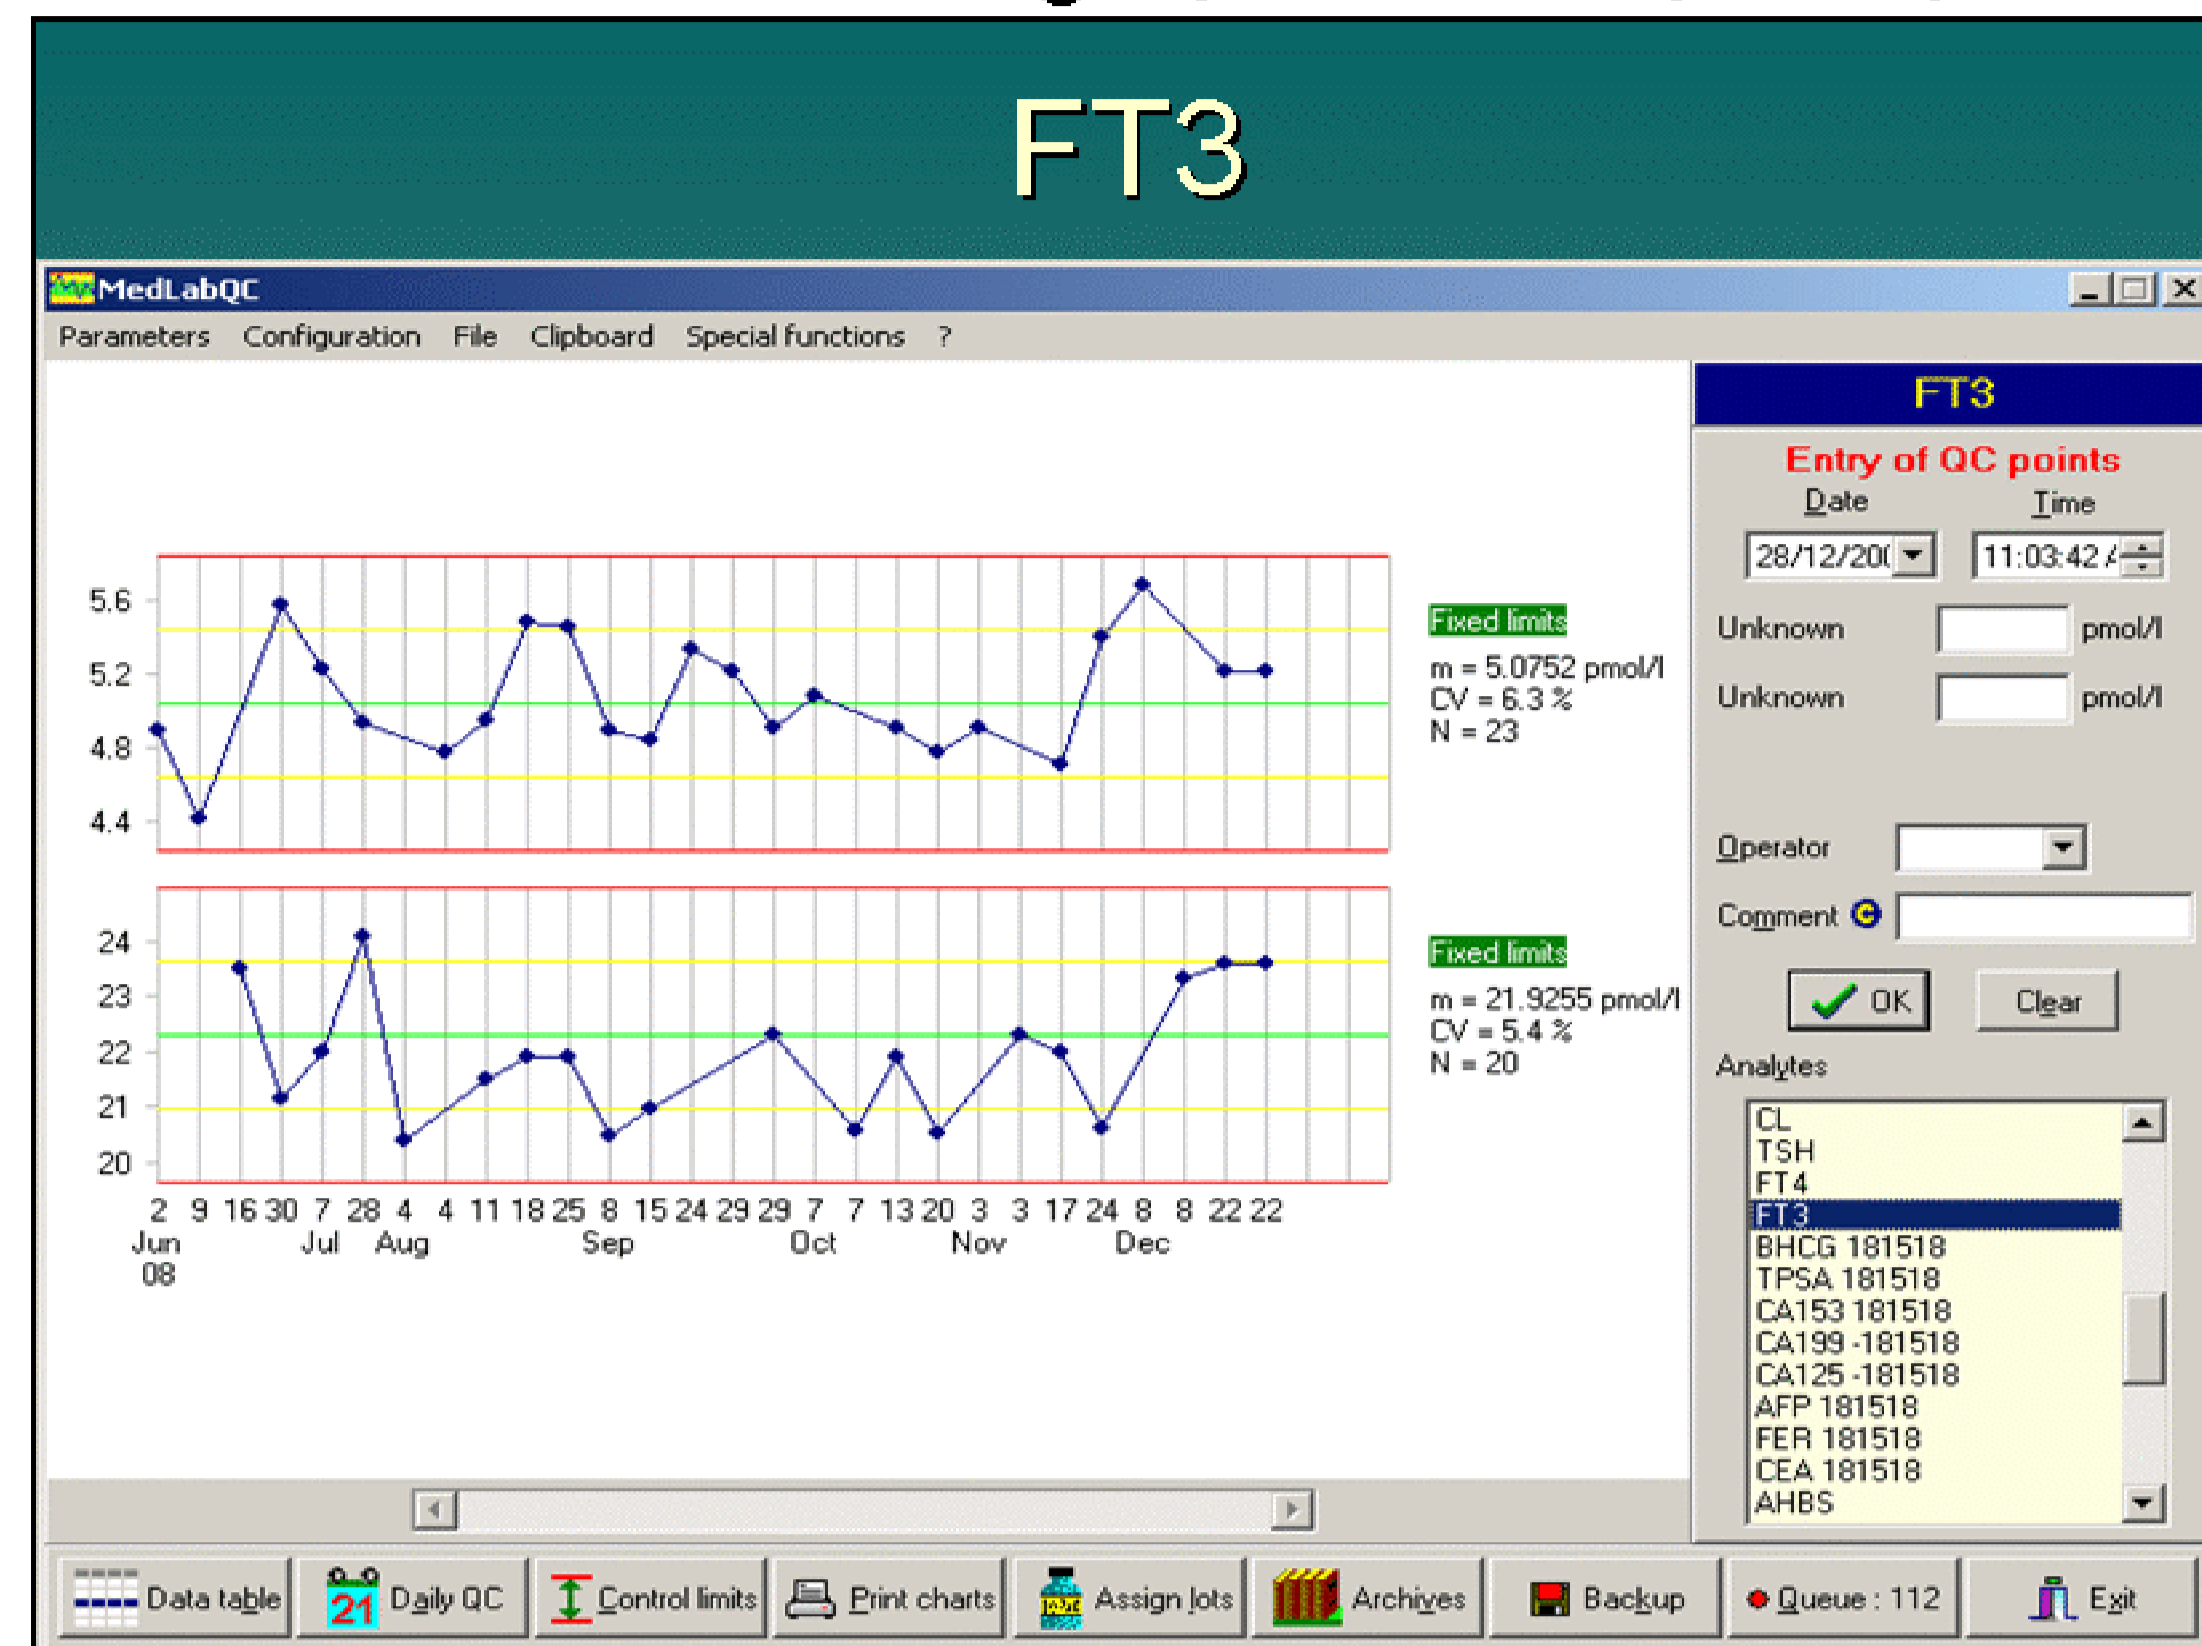 FT3
MedLabQC
Parameters Configuration File Clipboard Special functions ?
FT3
Entry of QC points
Date Time
28/12/200 11:03:42 A
Unknown pmol/l
Unknown pmol/l
Operator
Comment C
OK Clear
Analytes
CL
TSH
FT4
FT3
BHCG 181518
TPSA 181518
CA153 181518
CA199 -181518
CA125 -181518
AFP 181518
FER 181518
CEA 181518
AHBS
5.6
5.2
4.8
4.4
Fixed limits
m = 5.0752 pmol/l
CV = 6.3 %
N = 23
24
23
22
21
20
Fixed limits
m = 21.9255 pmol/l
CV = 5.4 %
N = 20
2 9 16 30 7 28 4 4 11 18 25 8 15 24 29 29 7 7 13 20 3 3 17 24 8 8 22 22
Jun Jul Aug Sep Oct Nov Dec
08
Data table 21 Daily QC Control limits Print charts Assign lots Archives Backup Queue : 112 Exit